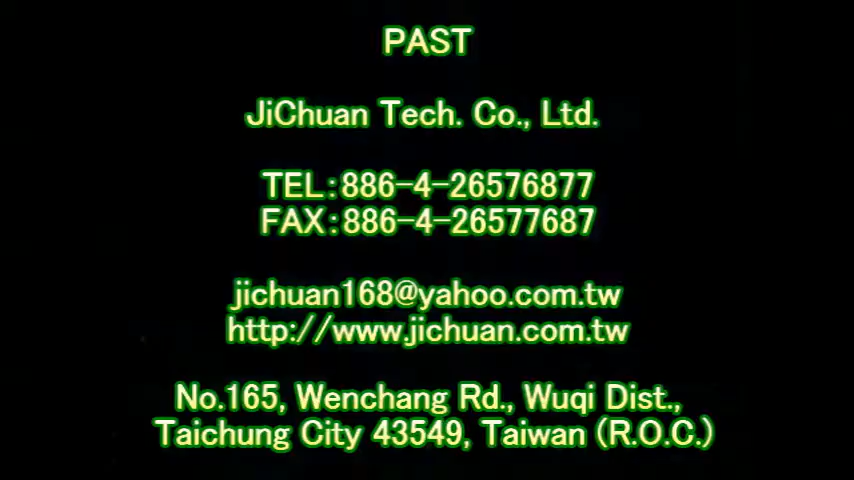 PAST
JiChuan Tech. Co., Ltd.
TEL:886-4-26576877
FAX:886-4-26577687
jichuan168@yahoo.com.tw
http://www.jichuan.com.tw
No.165, Wenchang Rd., Wuqi Dist.,
Taichung City 43549, Taiwan (R.O.C.)